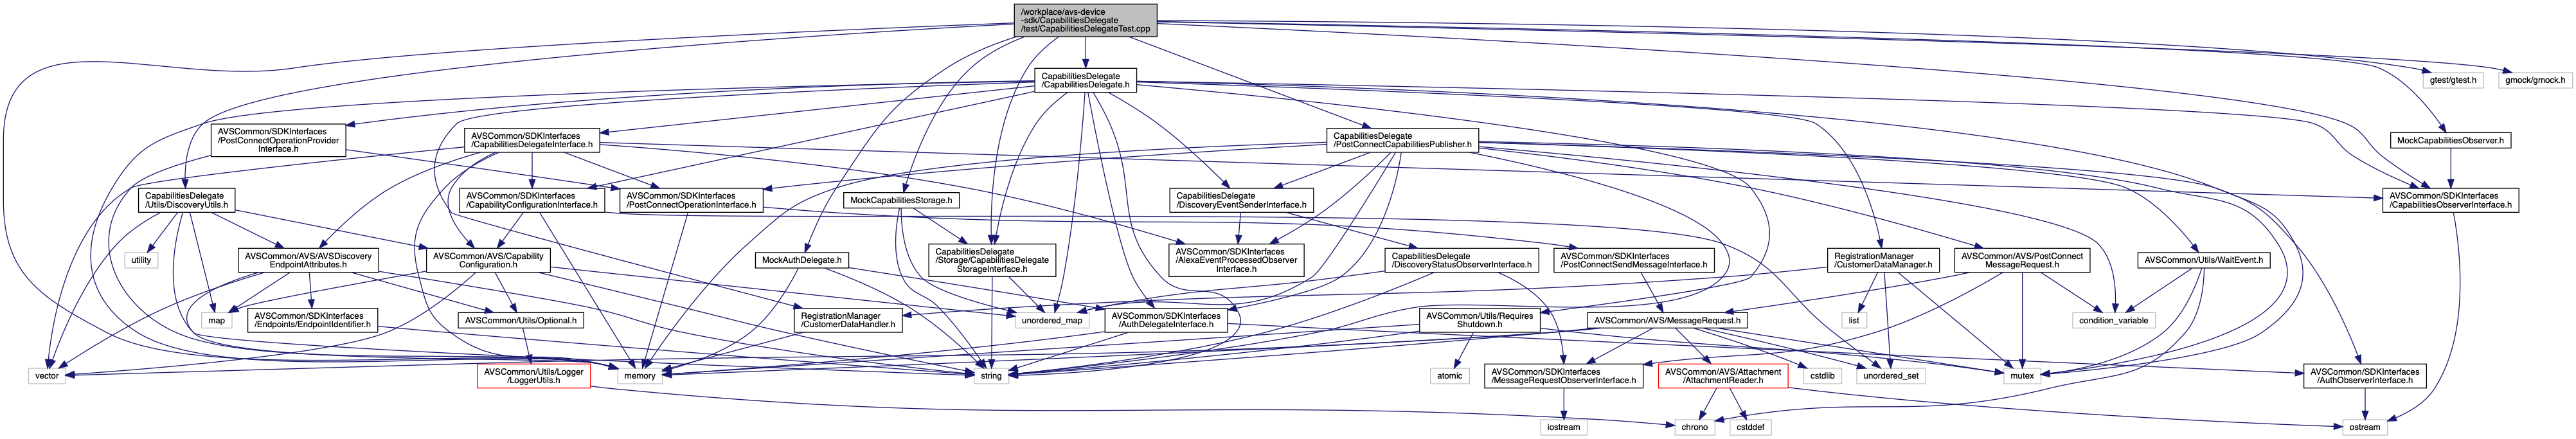 /workplace/avs-device
-sdk/CapabilitiesDelegate
/test/CapabilitiesDelegateTest.cpp
CapabilitiesDelegate
/CapabilitiesDelegate.h
gtest/gtest.h
gmock/gmock.h
AVSCommon/SDKInterfaces
/PostConnectOperationProvider
Interface.h
AVSCommon/SDKInterfaces
/CapabilitiesDelegateInterface.h
CapabilitiesDelegate
/PostConnectCapabilitiesPublisher.h
MockCapabilitiesObserver.h
CapabilitiesDelegate
/Utils/DiscoveryUtils.h
AVSCommon/SDKInterfaces
/CapabilityConfigurationInterface.h
AVSCommon/SDKInterfaces
/PostConnectOperationInterface.h
MockCapabilitiesStorage.h
CapabilitiesDelegate
/DiscoveryEventSenderInterface.h
AVSCommon/SDKInterfaces
/CapabilitiesObserverInterface.h
utility
AVSCommon/AVS/AVSDiscovery
EndpointAttributes.h
AVSCommon/AVS/Capability
Configuration.h
MockAuthDelegate.h
CapabilitiesDelegate
/Storage/CapabilitiesDelegate
StorageInterface.h
AVSCommon/SDKInterfaces
/AlexaEventProcessedObserver
Interface.h
CapabilitiesDelegate
/DiscoveryStatusObserverInterface.h
AVSCommon/SDKInterfaces
/PostConnectSendMessageInterface.h
RegistrationManager
/CustomerDataManager.h
AVSCommon/AVS/PostConnect
MessageRequest.h
AVSCommon/Utils/WaitEvent.h
map
AVSCommon/SDKInterfaces
/Endpoints/EndpointIdentifier.h
AVSCommon/Utils/Optional.h
RegistrationManager
/CustomerDataHandler.h
unordered_map
AVSCommon/SDKInterfaces
/AuthDelegateInterface.h
AVSCommon/Utils/Requires
Shutdown.h
AVSCommon/AVS/MessageRequest.h
list
condition_variable
vector
AVSCommon/Utils/Logger
/LoggerUtils.h
memory
string
atomic
AVSCommon/SDKInterfaces
/MessageRequestObserverInterface.h
AVSCommon/AVS/Attachment
/AttachmentReader.h
cstdlib
unordered_set
mutex
AVSCommon/SDKInterfaces
/AuthObserverInterface.h
iostream
chrono
cstddef
ostream